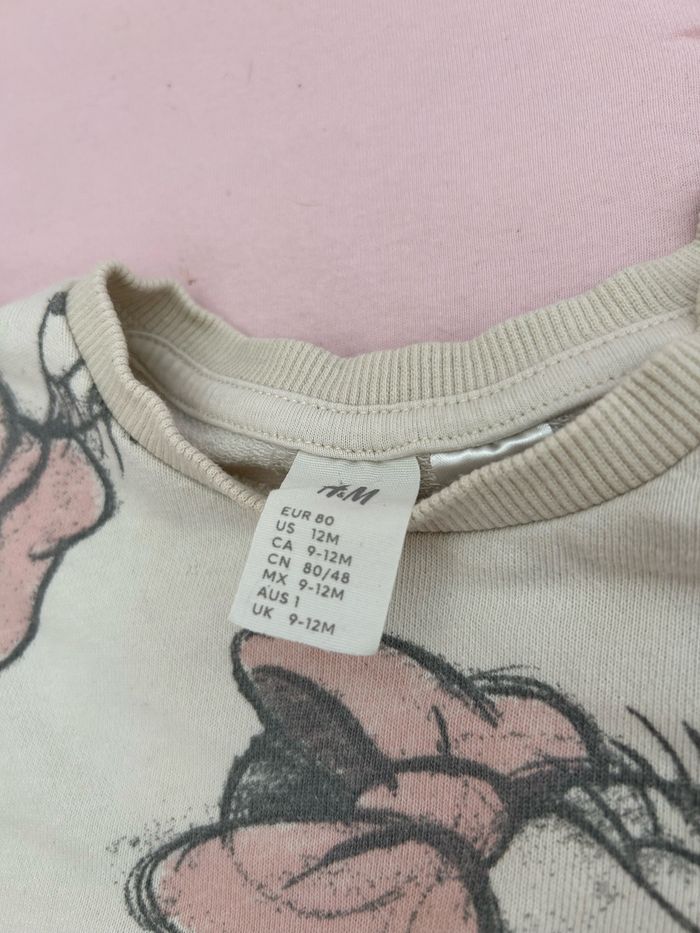 H&M
EUR 80
US 12M
CA 9-12M
CN 80/48
MX 9-12M
AUS 1
UK 9-12M